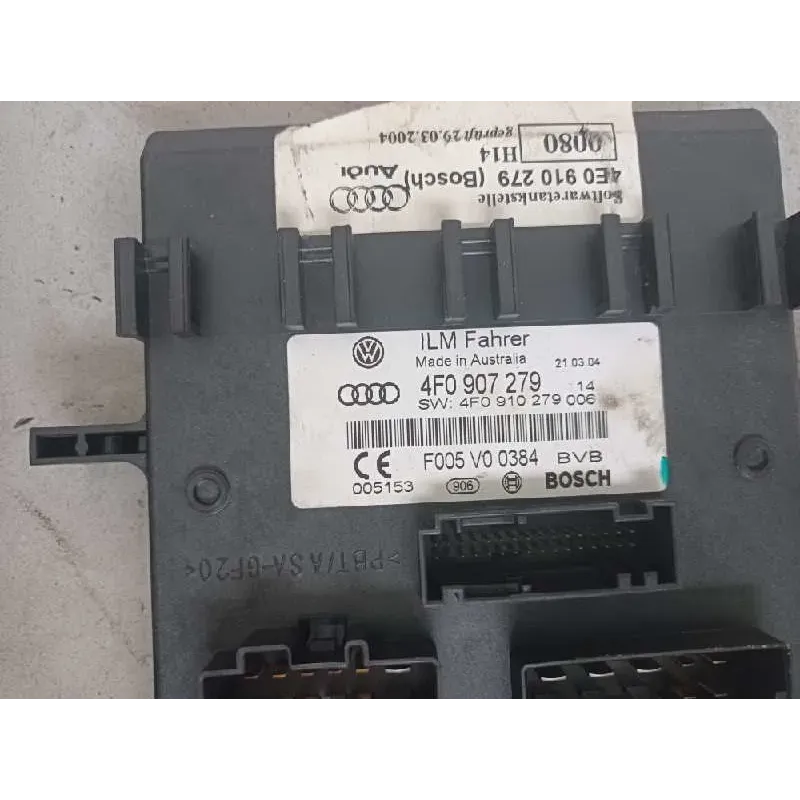 Softwaretankstelle
4E0 910 279 (Bosch) Audi
0080 H14
geprüft 29.03.2004
ILM Fahrer
Made in Australia 21.03.04
4F0 907 279 14
SW: 4F0 910 279 006
F005 V0 0384 BVB
CE
005153 906 BOSCH
>PBT/ASA-GF20<